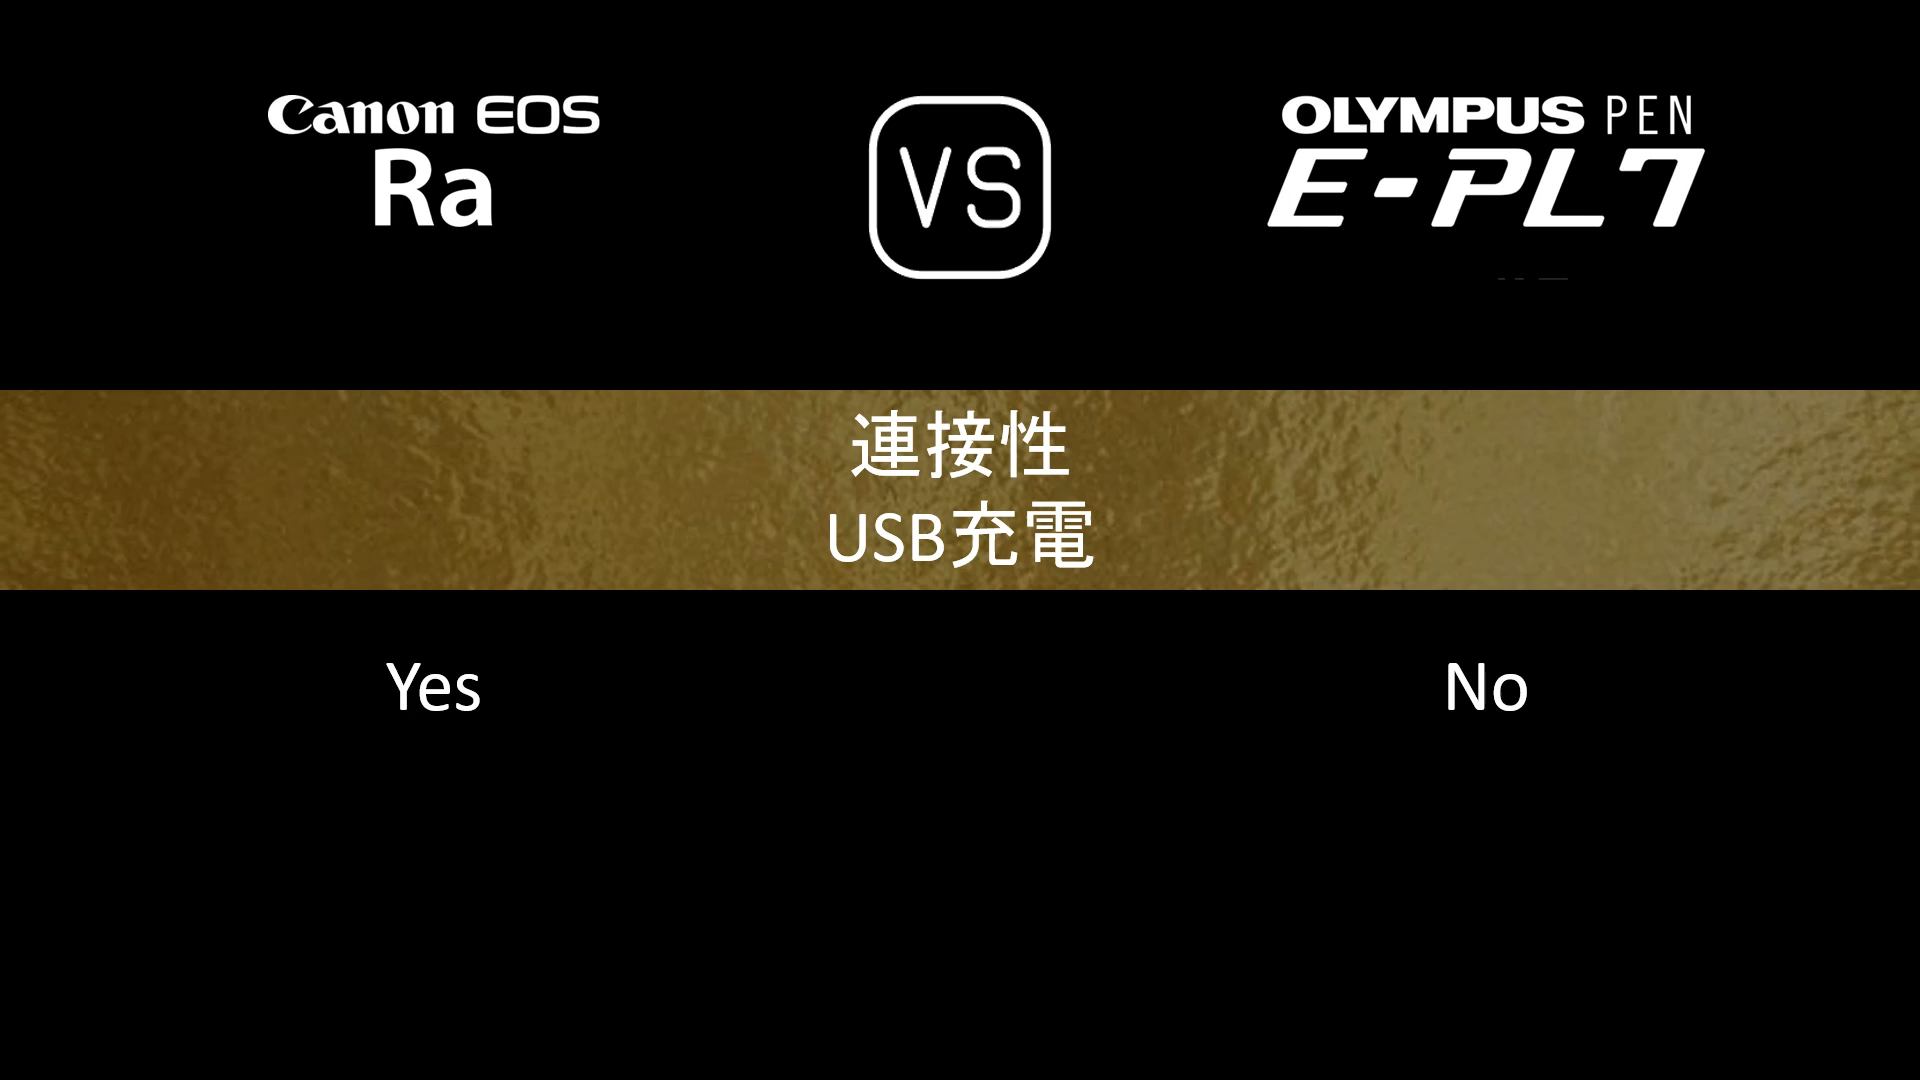 Canon EOS
Ra
VS
OLYMPUS PEN
E-PL7
連接性
USB充電
Yes
No